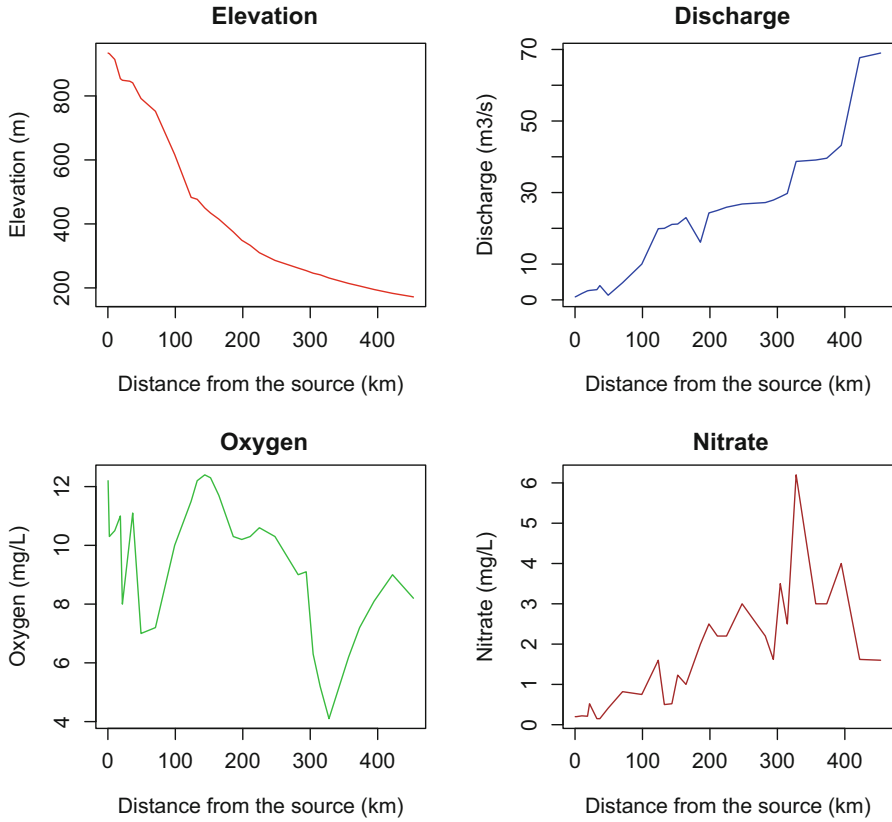 Elevation
Elevation (m)
800
600
400
200
0 100 200 300 400
Distance from the source (km)
Discharge
Discharge (m3/s)
70
50
30
10
0
0 100 200 300 400
Distance from the source (km)
Oxygen
Oxygen (mg/L)
12
10
8
6
4
0 100 200 300 400
Distance from the source (km)
Nitrate
Nitrate (mg/L)
6
5
4
3
2
1
0
0 100 200 300 400
Distance from the source (km)